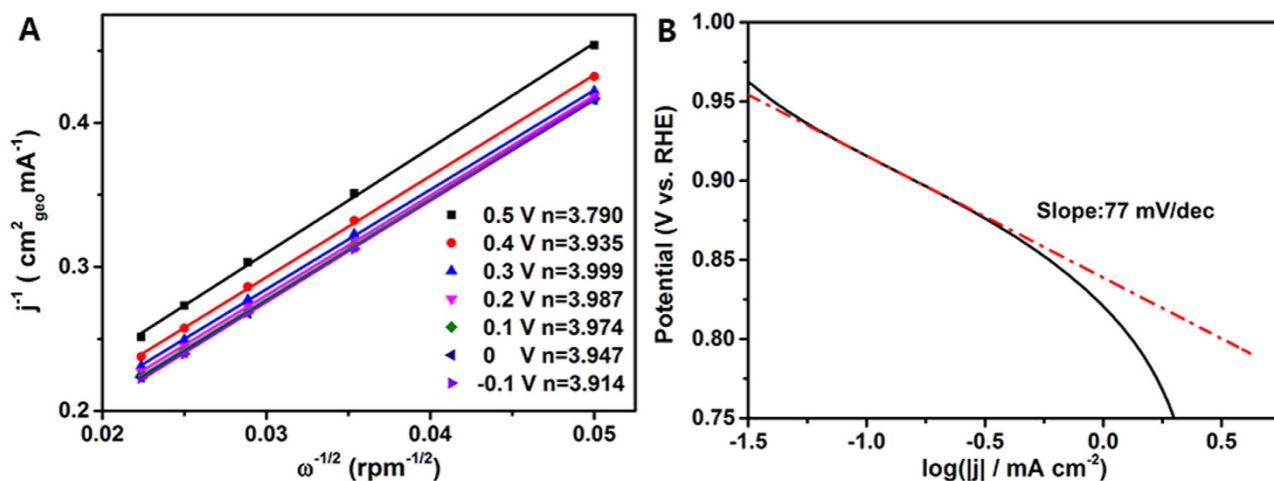 A
j⁻¹ ( cm²geo mA⁻¹)
0.4
0.3
0.2
0.5 V n=3.790
0.4 V n=3.935
0.3 V n=3.999
0.2 V n=3.987
0.1 V n=3.974
0 V n=3.947
-0.1 V n=3.914
0.02 0.03 0.04 0.05
ω⁻¹/² (rpm⁻¹/²)
B
Potential (V vs. RHE)
1.00
0.95
0.90
0.85
0.80
0.75
Slope:77 mV/dec
-1.5 -1.0 -0.5 0.0 0.5
log(|j| / mA cm⁻²)